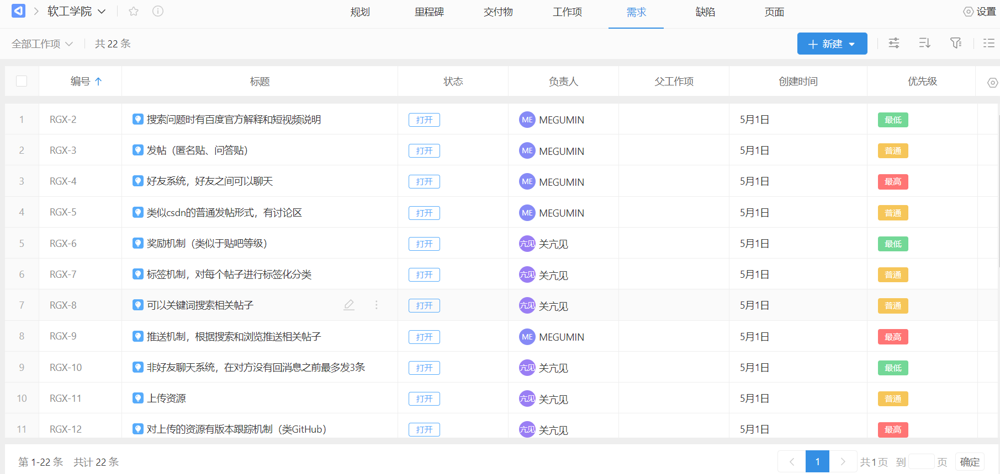 软工学院
规划 里程碑 交付物 工作项 需求 缺陷 页面 设置
全部工作项 共 22 条 新建
编号 标题 状态 负责人 父工作项 创建时间 优先级
1 RGX-2 搜索问题时有百度官方解释和短视频说明 打开 ME MEGUMIN 5月1日 最低
2 RGX-3 发帖（匿名贴、问答贴） 打开 ME MEGUMIN 5月1日 普通
3 RGX-4 好友系统，好友之间可以聊天 打开 ME MEGUMIN 5月1日 最高
4 RGX-5 类似csdn的普通发帖形式，有讨论区 打开 ME MEGUMIN 5月1日 普通
5 RGX-6 奖励机制（类似于贴吧等级） 打开 亢见 关亢见 5月1日 最低
6 RGX-7 标签机制，对每个帖子进行标签化分类 打开 亢见 关亢见 5月1日 普通
7 RGX-8 可以关键词搜索相关帖子 打开 亢见 关亢见 5月1日 普通
8 RGX-9 推送机制，根据搜索和浏览推送相关帖子 打开 ME MEGUMIN 5月1日 最高
9 RGX-10 非好友聊天系统，在对方没有回消息之前最多发3条 打开 亢见 关亢见 5月1日 最低
10 RGX-11 上传资源 打开 亢见 关亢见 5月1日 普通
11 RGX-12 对上传的资源有版本跟踪机制（类GitHub） 打开 亢见 关亢见 5月1日 最高
第 1-22 条 共计 22 条 1 共1页 到 页 确定